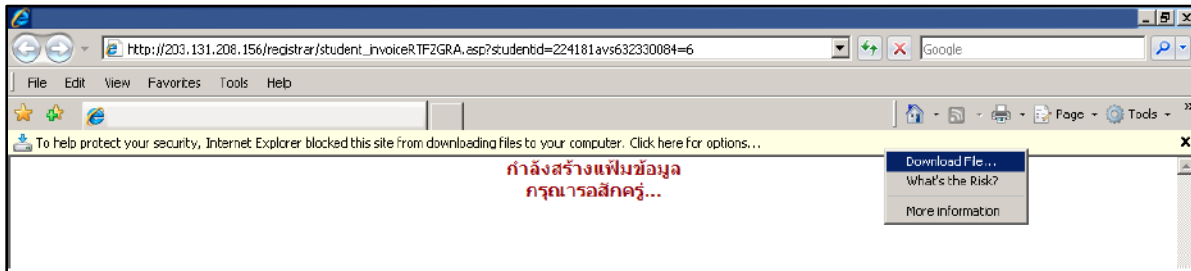 http://203.131.208.156/registrar/student_invoiceRTF2GRA.asp?studentid=224181avs632330084=6
Google
File Edit View Favorites Tools Help
Page Tools »
To help protect your security, Internet Explorer blocked this site from downloading files to your computer. Click here for options...
กำลังสร้างแฟ้มข้อมูล
กรุณารอสักครู่...
Download File...
What's the Risk?
More Information